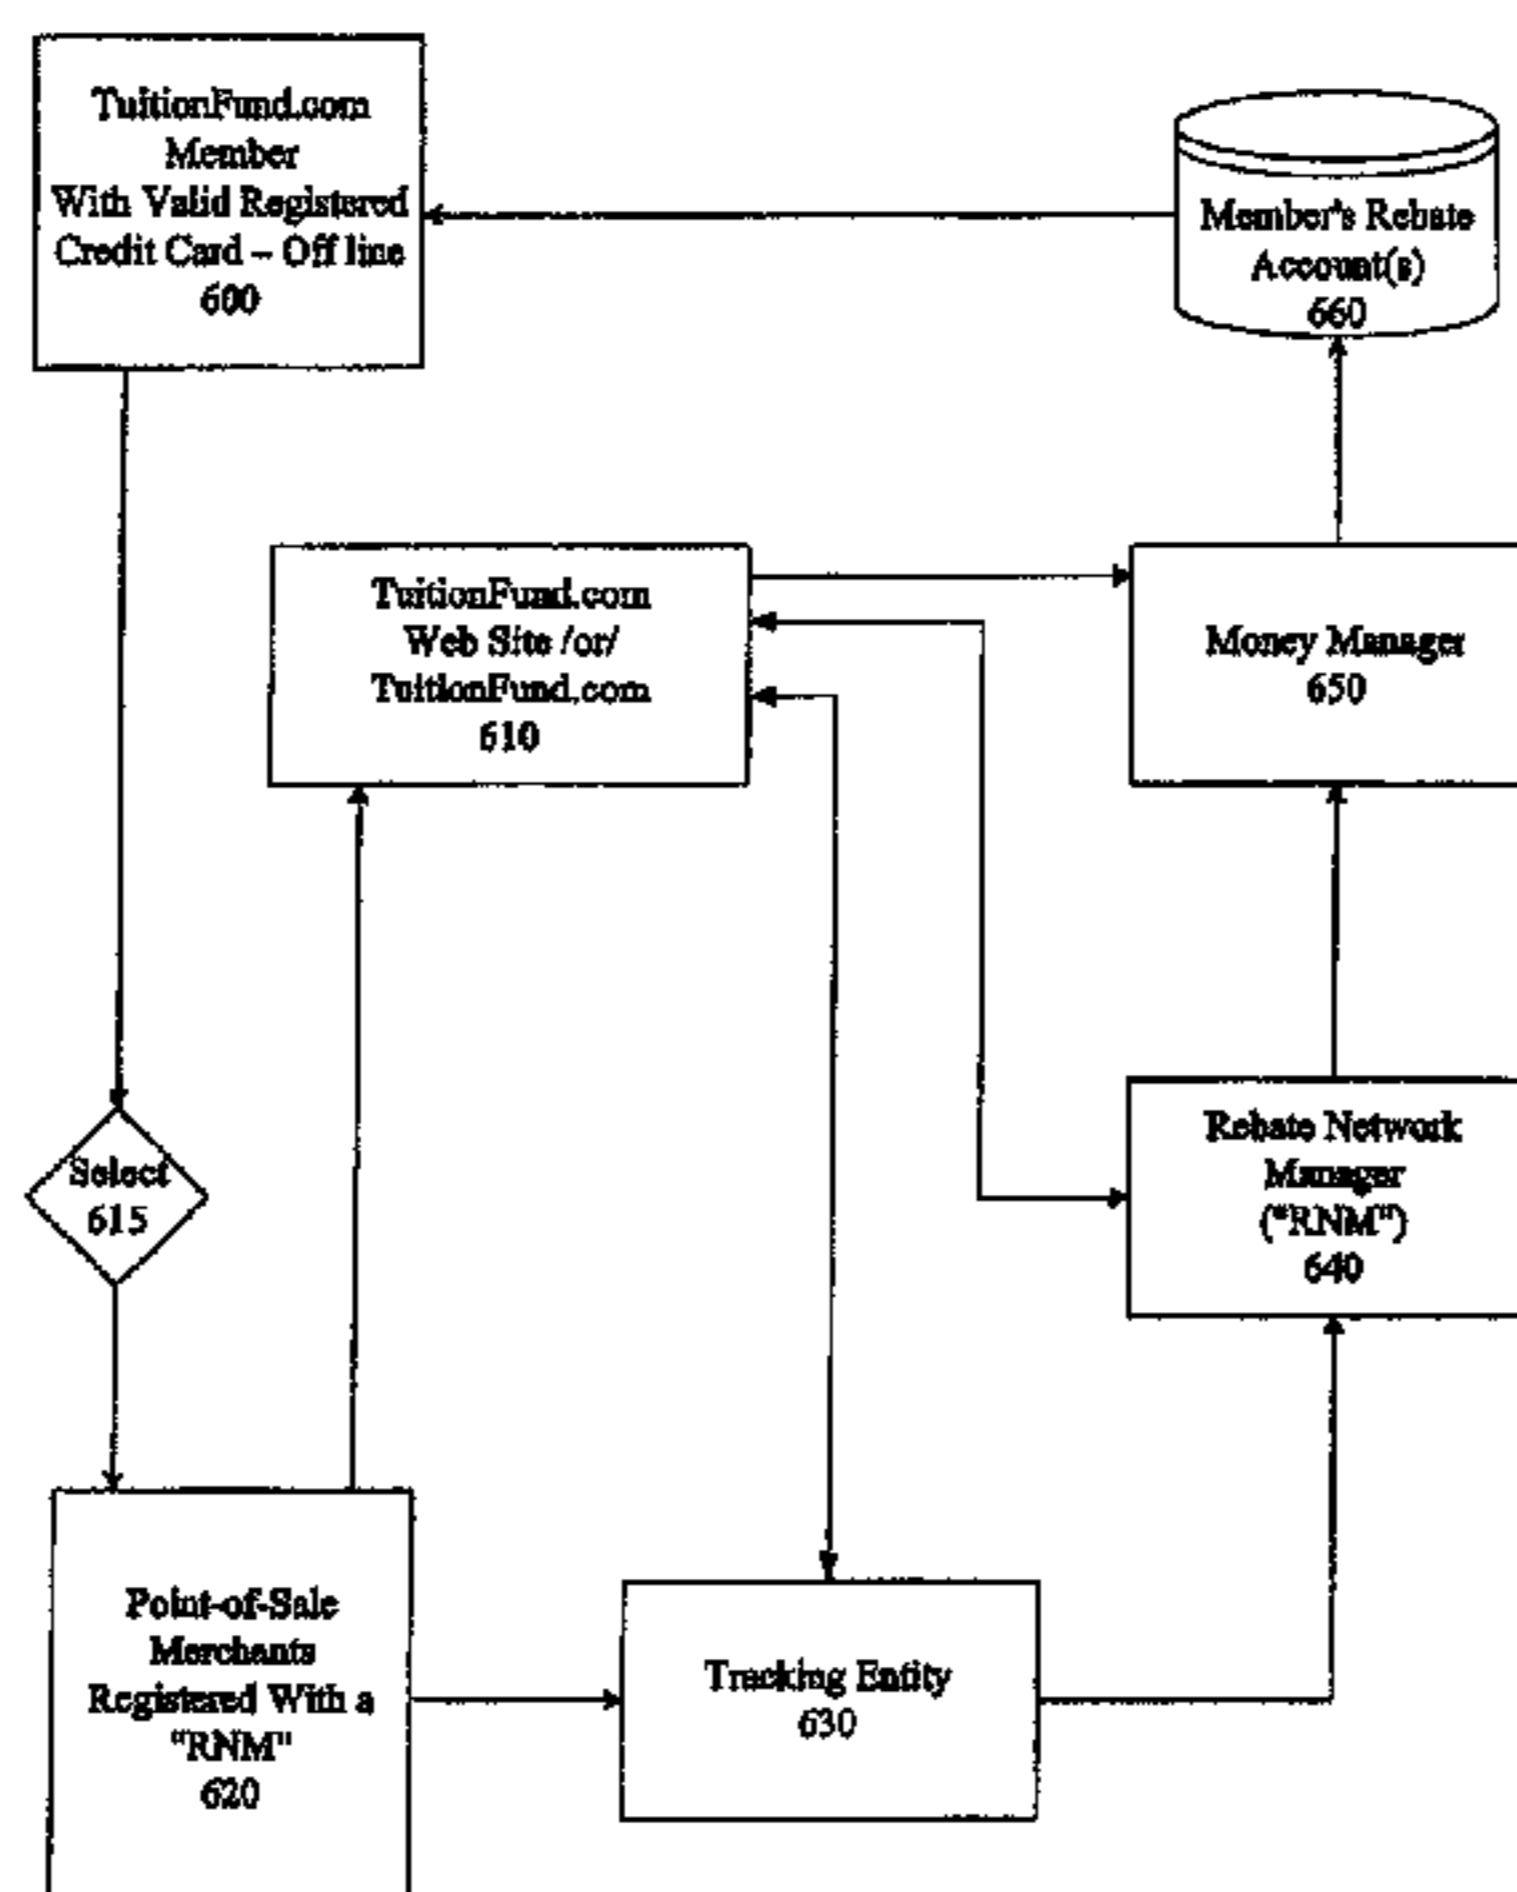 TuitionFund.com
Member
With Valid Registered
Credit Card – Off line
600
Member's Rebate
Account(s)
660
TuitionFund.com
Web Site /or/
TuitionFund.com
610
Money Manager
650
Select
615
Rebate Network
Manager
("RNM")
640
Point-of-Sale
Merchants
Registered With a
"RNM"
620
Tracking Entity
630